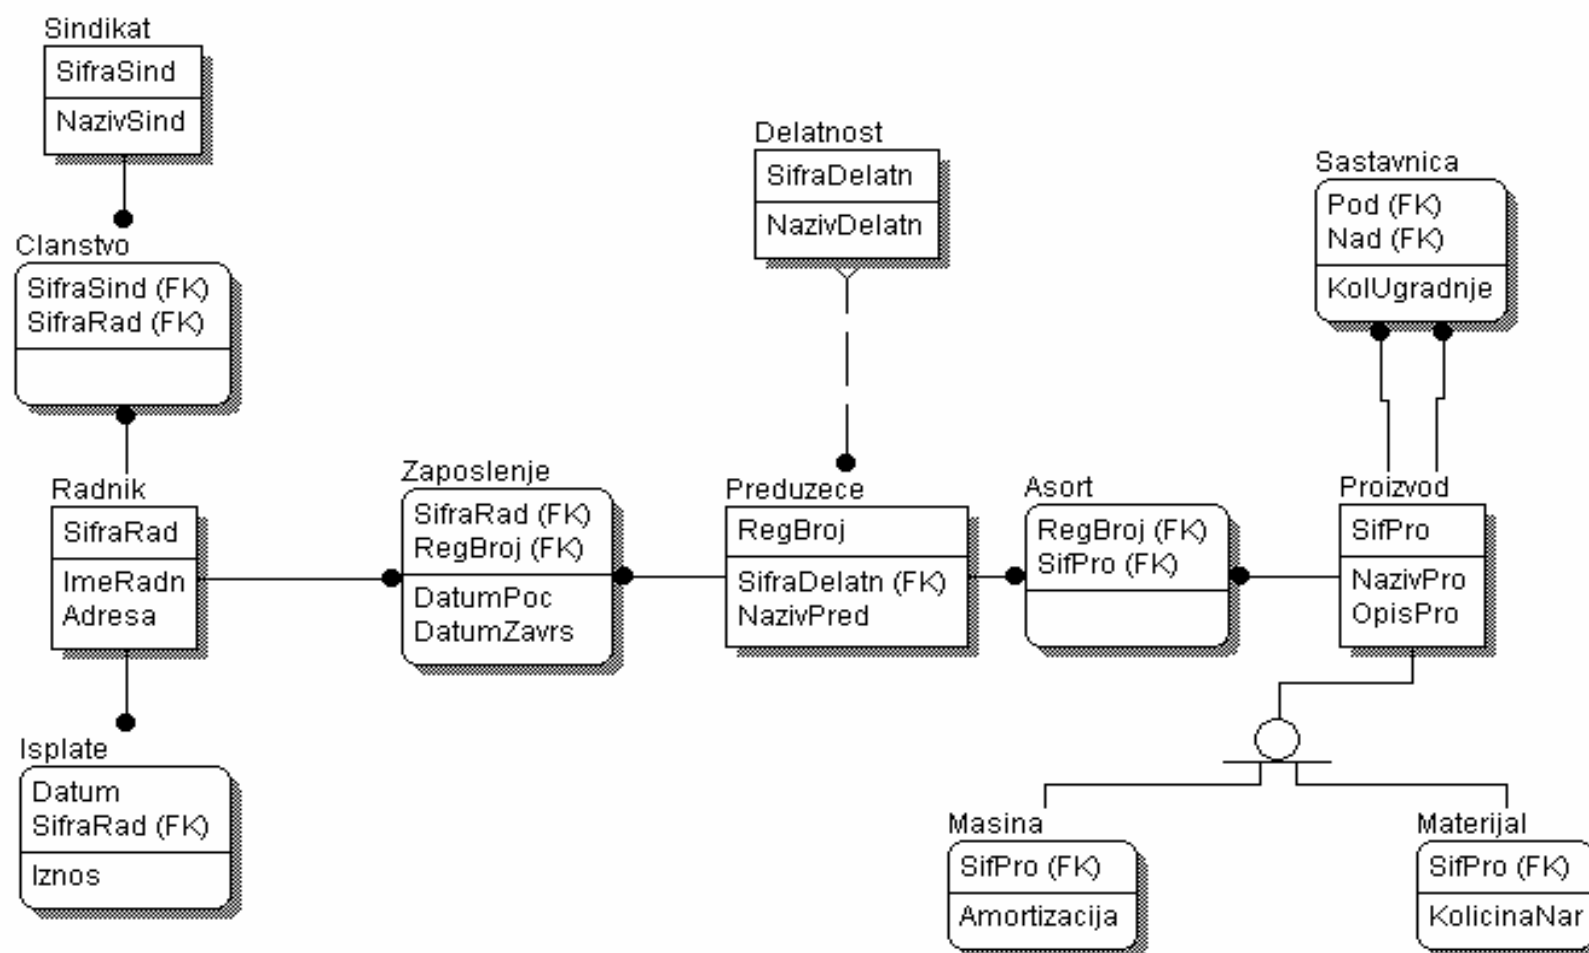 Sindikat
SifraSind
NazivSind
Clanstvo
SifraSind (FK)
SifraRad (FK)
Radnik
SifraRad
ImeRadn
Adresa
Isplate
Datum
SifraRad (FK)
Iznos
Zaposlenje
SifraRad (FK)
RegBroj (FK)
DatumPoc
DatumZavrs
Delatnost
SifraDelatn
NazivDelatn
Preduzece
RegBroj
SifraDelatn (FK)
NazivPred
Asort
RegBroj (FK)
SifPro (FK)
Sastavnica
Pod (FK)
Nad (FK)
KolUgradnje
Proizvod
SifPro
NazivPro
OpisPro
Masina
SifPro (FK)
Amortizacija
Materijal
SifPro (FK)
KolicinaNar